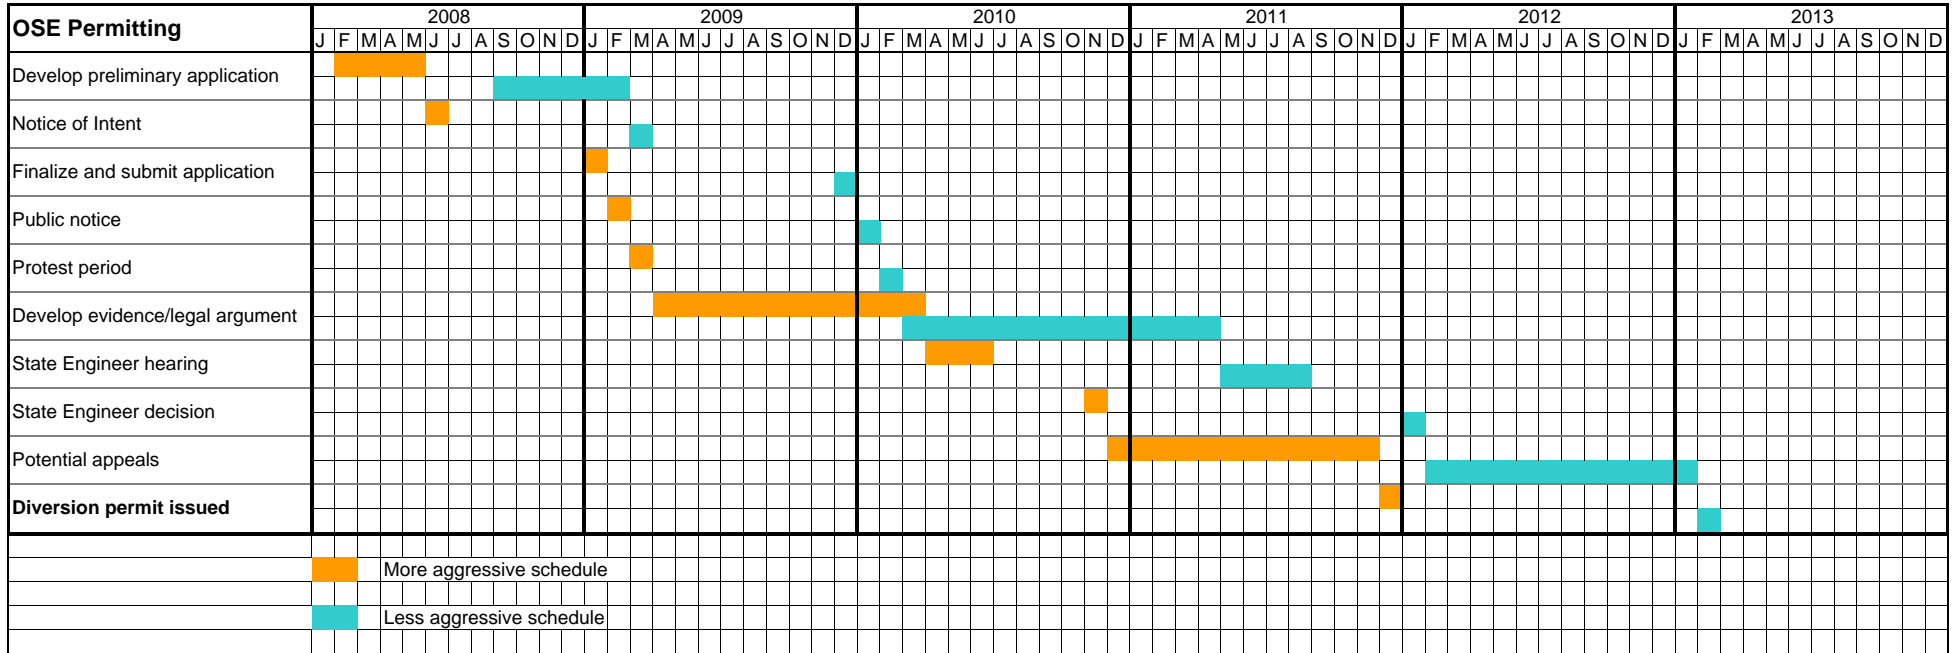 OSE Permitting
2008 2009 2010 2011 2012 2013
J F M A M J J A S O N D J F M A M J J A S O N D J F M A M J J A S O N D J F M A M J J A S O N D J F M A M J J A S O N D J F M A M J J A S O N D
Develop preliminary application
Notice of Intent
Finalize and submit application
Public notice
Protest period
Develop evidence/legal argument
State Engineer hearing
State Engineer decision
Potential appeals
Diversion permit issued
More aggressive schedule
Less aggressive schedule